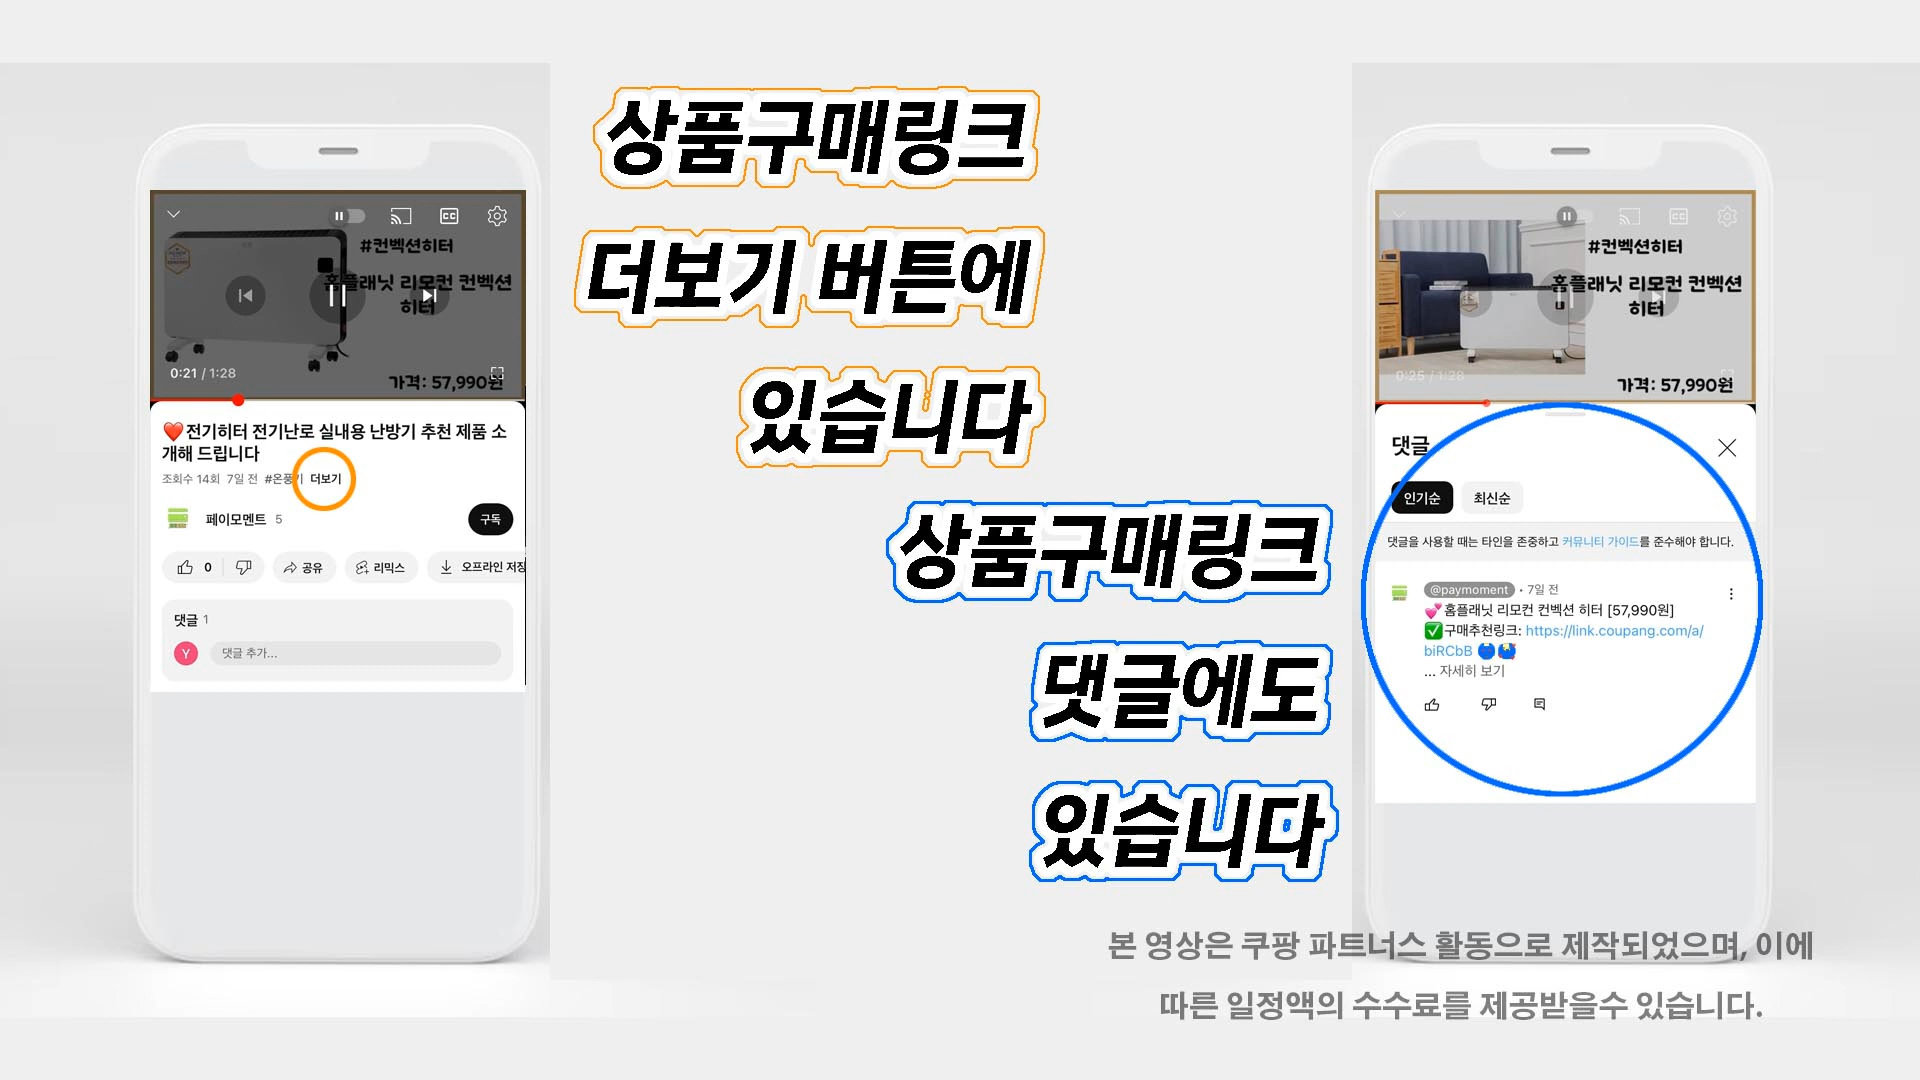 상품구매링크
더보기 버튼에
있습니다
상품구매링크
댓글에도
있습니다
#컨벡션히터
홈플래닛 리모컨 컨벡션
히터
0:21 / 1:28
가격: 57,990원
❤️전기히터 전기난로 실내용 난방기 추천 제품 소
개해 드립니다
조회수 14회 7일 전 #온풍기 더보기
페이모멘트 5
구독
0
공유
리믹스
오프라인 저장
댓글 1
Y
댓글 추가...
#컨벡션히터
홈플래닛 리모컨 컨벡션
히터
0:25 / 1:28
가격: 57,990원
댓글
인기순
최신순
댓글을 사용할 때는 타인을 존중하고 커뮤니티 가이드를 준수해야 합니다.
@paymoment • 7일 전
💕홈플래닛 리모컨 컨벡션 히터 [57,990원]
✅구매추천링크: https://link.coupang.com/a/
biRCbB
... 자세히 보기
본 영상은 쿠팡 파트너스 활동으로 제작되었으며, 이에
따른 일정액의 수수료를 제공받을수 있습니다.